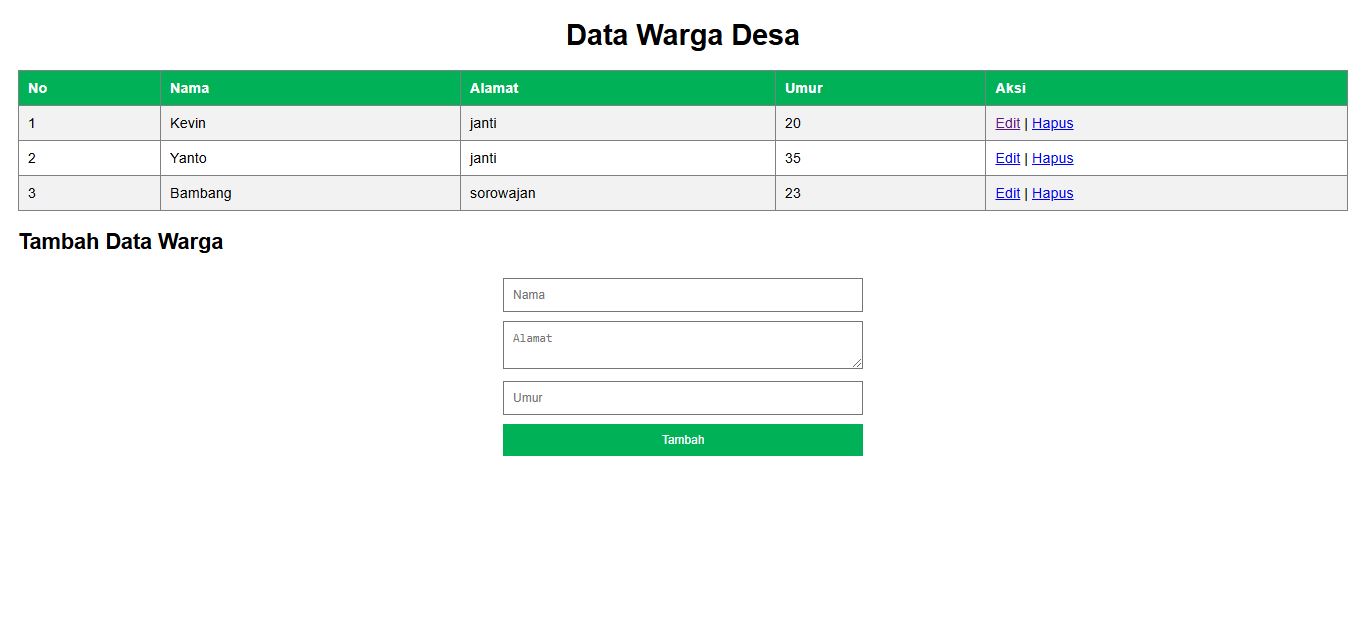 Data Warga Desa
No Nama Alamat Umur Aksi
1 Kevin janti 20 Edit | Hapus
2 Yanto janti 35 Edit | Hapus
3 Bambang sorowajan 23 Edit | Hapus
Tambah Data Warga
Nama
Alamat
Umur
Tambah